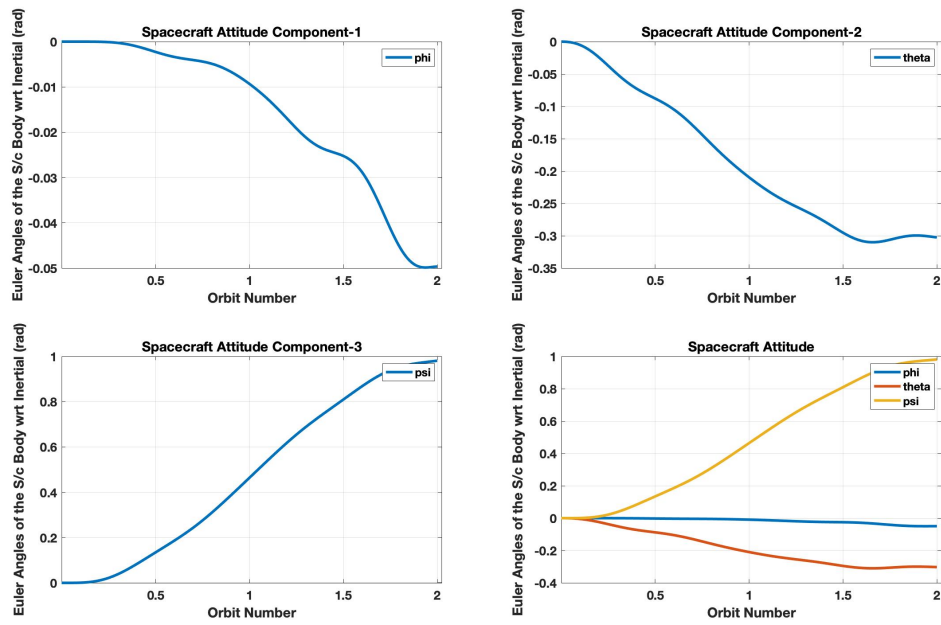 Spacecraft Attitude Component-1
Euler Angles of the S/c Body wrt Inertial (rad)
0
-0.01
-0.02
-0.03
-0.04
-0.05
phi
0.5
1
1.5
2
Orbit Number
Spacecraft Attitude Component-2
Euler Angles of the S/c Body wrt Inertial (rad)
0
-0.05
-0.1
-0.15
-0.2
-0.25
-0.3
-0.35
theta
0.5
1
1.5
2
Orbit Number
Spacecraft Attitude Component-3
Euler Angles of the S/c Body wrt Inertial (rad)
1
0.8
0.6
0.4
0.2
0
psi
0.5
1
1.5
2
Orbit Number
Spacecraft Attitude
Euler Angles of the S/c Body wrt Inertial (rad)
1
0.8
0.6
0.4
0.2
0
-0.2
-0.4
phi
theta
psi
0.5
1
1.5
2
Orbit Number